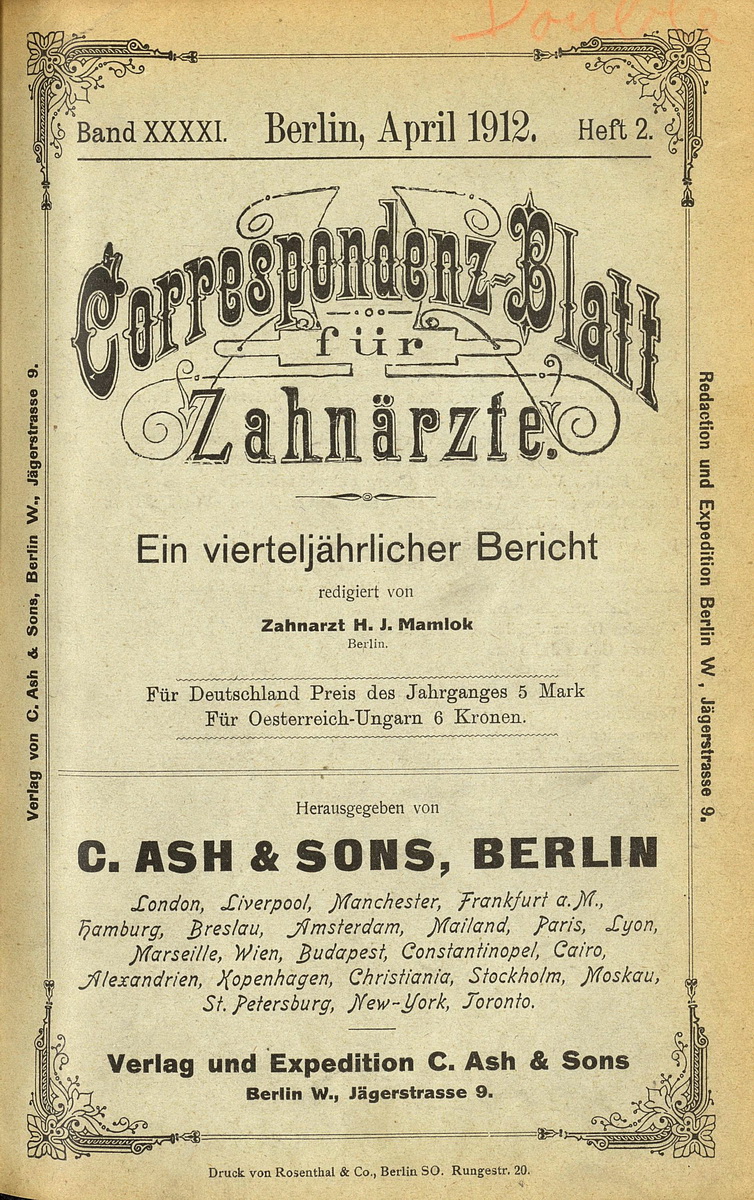 Band XXXXI. Berlin, April 1912. Heft 2.
Correspondenz-Blatt
für
Zahnärzte.
Ein vierteljährlicher Bericht
redigiert von
Zahnarzt H. J. Mamlok
Berlin.
Für Deutschland Preis des Jahrganges 5 Mark
Für Oesterreich-Ungarn 6 Kronen.
Herausgegeben von
C. ASH & SONS, BERLIN
London, Liverpool, Manchester, Frankfurt a. M.,
Hamburg, Breslau, Amsterdam, Mailand, Paris, Lyon,
Marseille, Wien, Budapest, Constantinopel, Cairo,
Alexandrien, Kopenhagen, Christiania, Stockholm, Moskau,
St. Petersburg, New-York, Toronto.
Verlag und Expedition C. Ash & Sons
Berlin W., Jägerstrasse 9.
Verlag von C. Ash & Sons, Berlin W., Jägerstrasse 9.
Redaction und Expedition Berlin W, Jägerstrasse 9.
Druck von Rosenthal & Co., Berlin SO. Rungestr. 20.